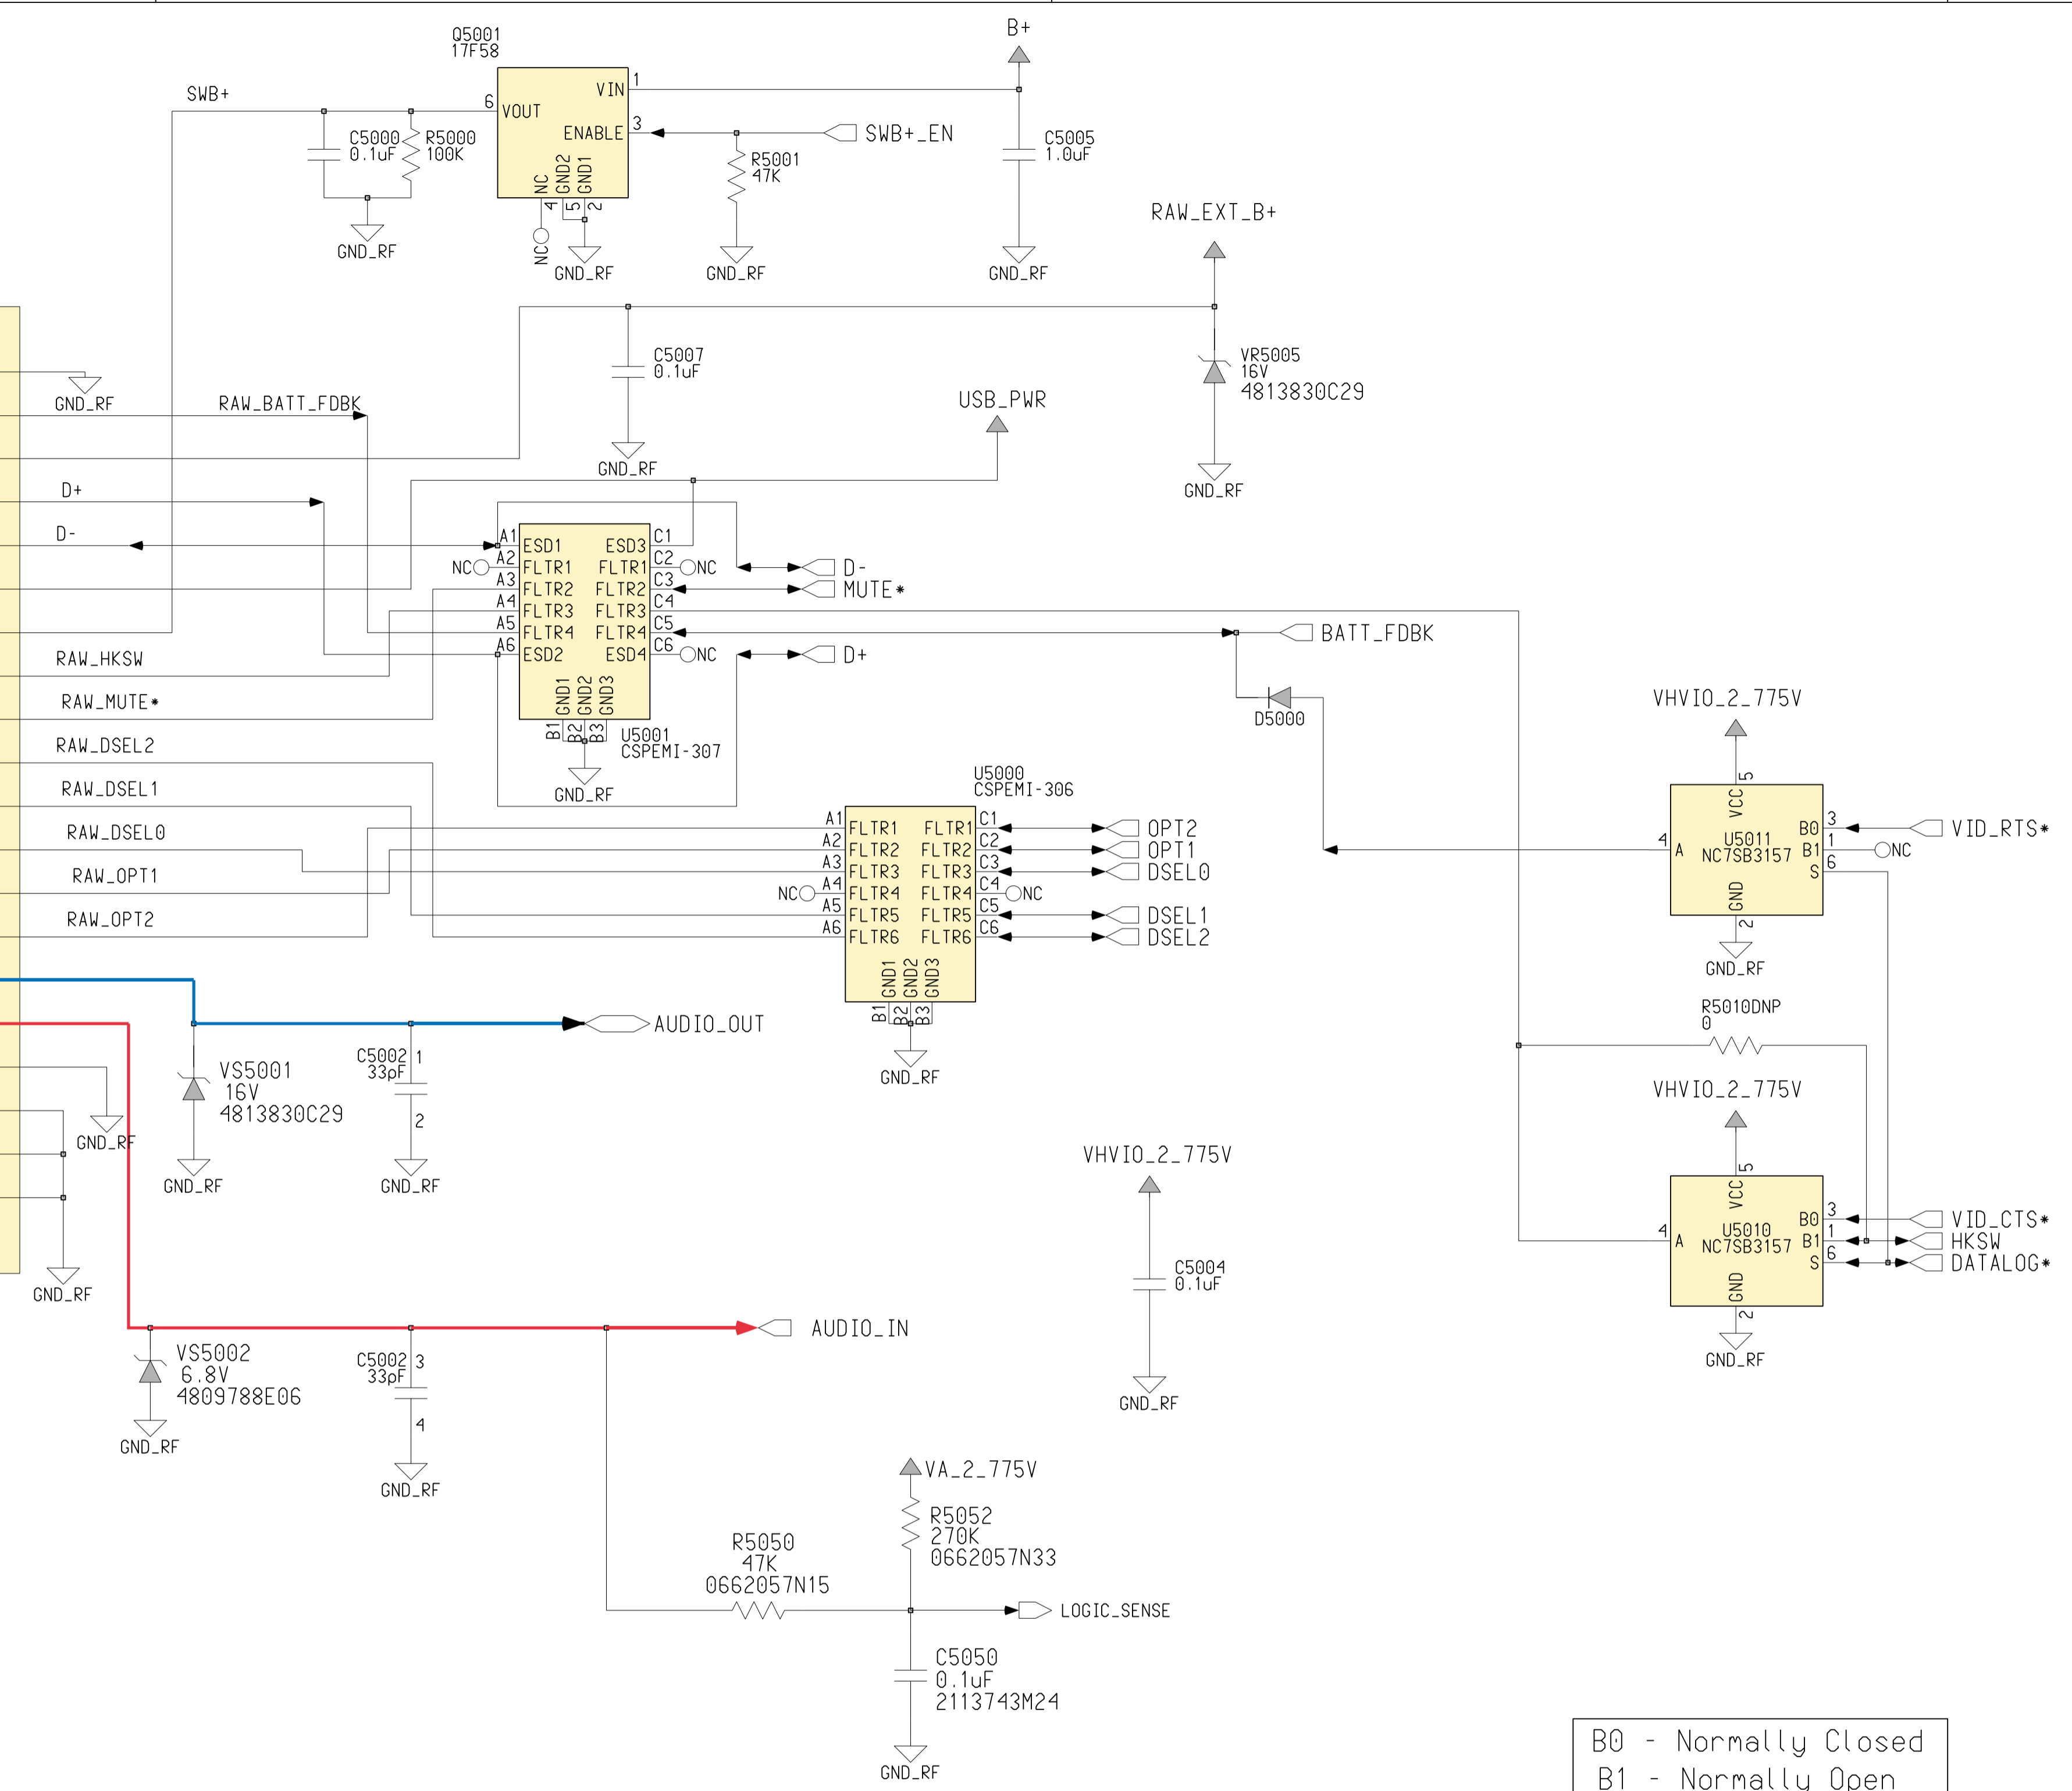 Q5001
17F58
B+
SWB+
6
VOUT
VIN
1
ENABLE
3
NC
GND2
GND1
4
5
2
NC
GND_RF
C5000
0.1uF
R5000
100K
GND_RF
SWB+_EN
R5001
47K
GND_RF
C5005
1.0uF
GND_RF
RAW_EXT_B+
VR5005
16V
4813830C29
GND_RF
C5007
0.1uF
GND_RF
USB_PWR
GND_RF
RAW_BATT_FDBK
D+
D-
RAW_HKSW
RAW_MUTE*
RAW_DSEL2
RAW_DSEL1
RAW_DSEL0
RAW_OPT1
RAW_OPT2
A1 ESD1 ESD3 C1
NC A2 FLTR1 FLTR1 C2 NC
A3 FLTR2 FLTR2 C3
A4 FLTR3 FLTR3 C4
A5 FLTR4 FLTR4 C5
A6 ESD2 ESD4 C6 NC
GND1
GND2
GND3
B1
B2
B3
U5001
CSPEMI-307
GND_RF
D-
MUTE*
BATT_FDBK
D+
D5000
U5000
CSPEMI-306
A1 FLTR1 FLTR1 C1 OPT2
A2 FLTR2 FLTR2 C2 OPT1
A3 FLTR3 FLTR3 C3 DSEL0
NC A4 FLTR4 FLTR4 C4 NC
A5 FLTR5 FLTR5 C5 DSEL1
A6 FLTR6 FLTR6 C6 DSEL2
GND1
GND2
GND3
B1
B2
B3
GND_RF
VHVIO_2_775V
5
VCC
4
A
U5011
NC7SB3157
B0 3 VID_RTS*
B1 1 NC
S 6
GND
2
GND_RF
R5010DNP
0
VHVIO_2_775V
5
VCC
4
A
U5010
NC7SB3157
B0 3 VID_CTS*
B1 1 HKSW
S 6 DATALOG*
GND
2
GND_RF
AUDIO_OUT
VS5001
16V
4813830C29
GND_RF
C5002 1
33pF
2
GND_RF
GND_RF
GND_RF
VHVIO_2_775V
C5004
0.1uF
GND_RF
AUDIO_IN
VS5002
6.8V
4809788E06
GND_RF
C5002 3
33pF
4
GND_RF
VA_2_775V
R5052
270K
0662057N33
R5050
47K
0662057N15
LOGIC_SENSE
C5050
0.1uF
2113743M24
GND_RF
B0 - Normally Closed
B1 - Normally Open